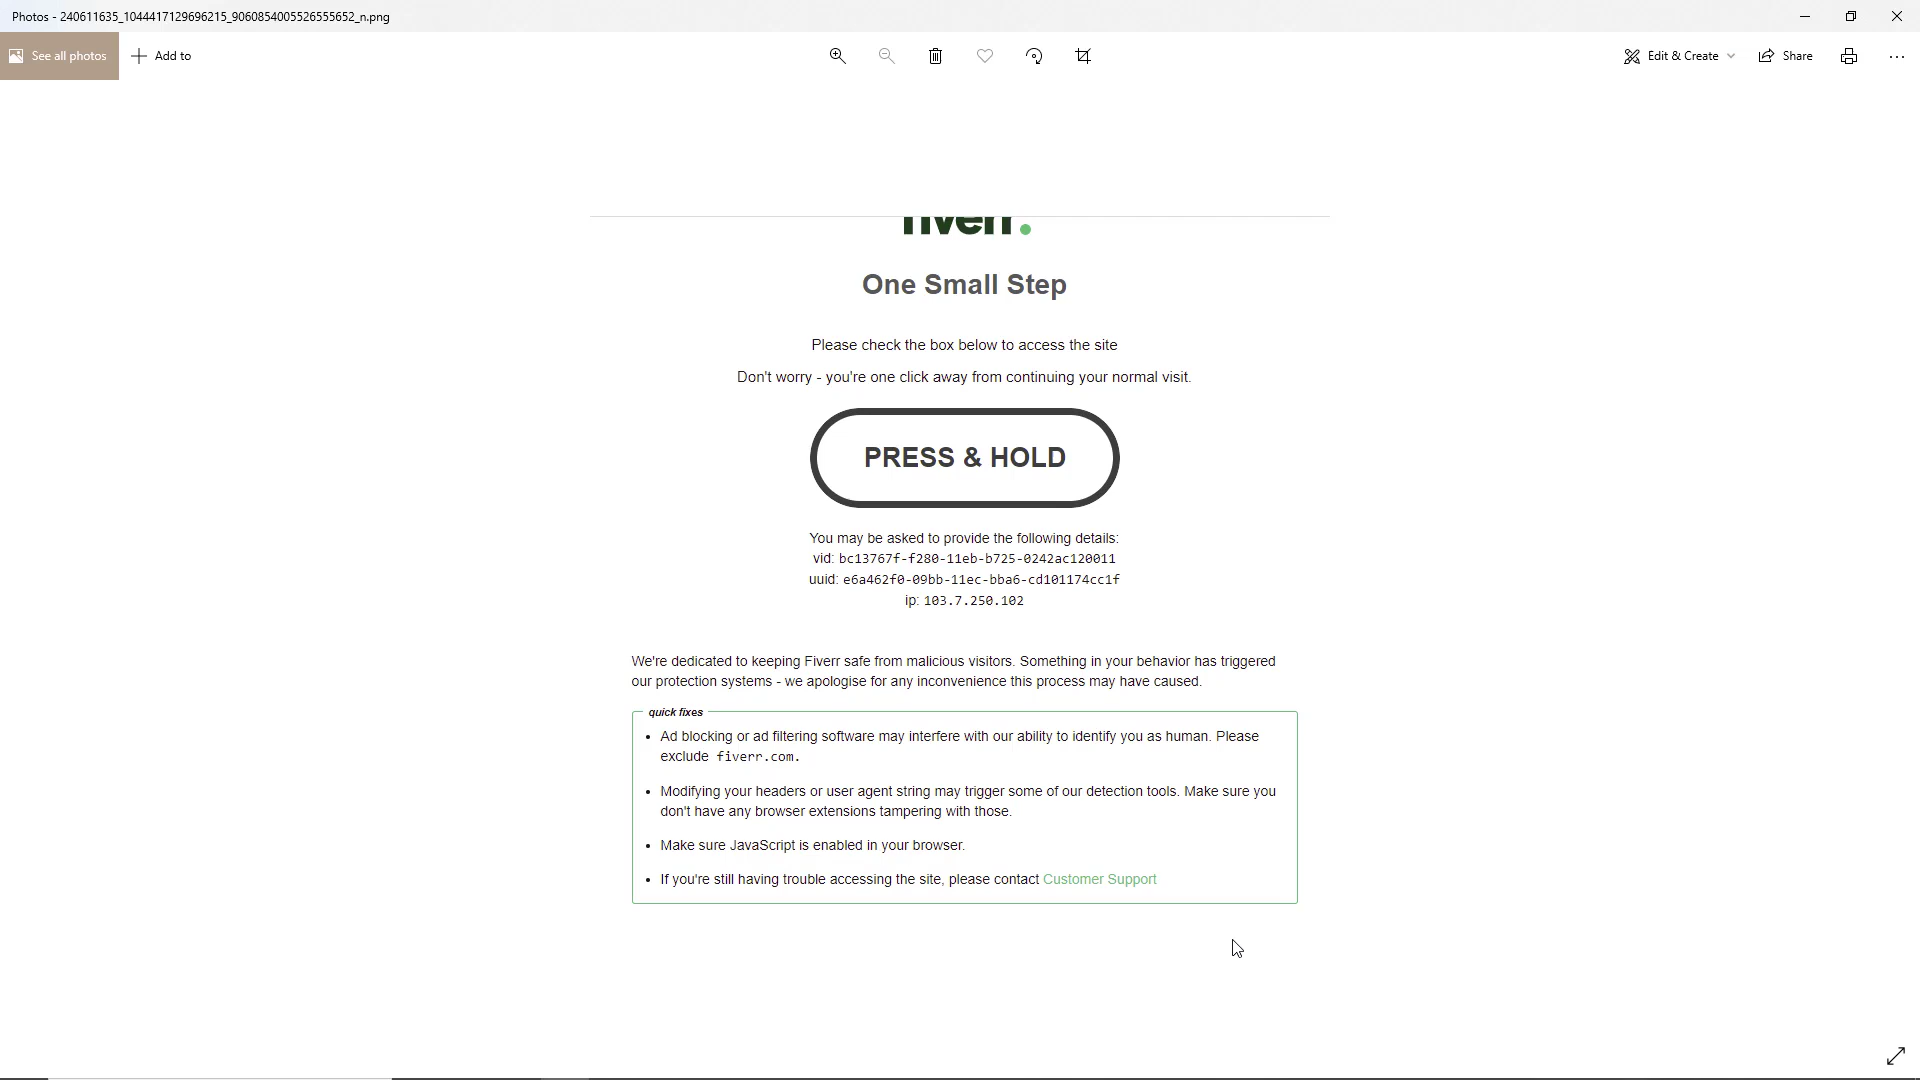 Photos - 240611635_1044417129696215_9060854005526555652_n.png
See all photos
Add to
Edit & Create
Share
fiverr.
One Small Step
Please check the box below to access the site
Don't worry - you're one click away from continuing your normal visit.
PRESS & HOLD
You may be asked to provide the following details:
vid: bc13767f-f280-11eb-b725-0242ac120011
uuid: e6a462f0-09bb-11ec-bba6-cd101174cc1f
ip: 103.7.250.102
We're dedicated to keeping Fiverr safe from malicious visitors. Something in your behavior has triggered
our protection systems - we apologise for any inconvenience this process may have caused.
quick fixes
• Ad blocking or ad filtering software may interfere with our ability to identify you as human. Please
exclude fiverr.com.
• Modifying your headers or user agent string may trigger some of our detection tools. Make sure you
don't have any browser extensions tampering with those.
• Make sure JavaScript is enabled in your browser.
• If you're still having trouble accessing the site, please contact Customer Support